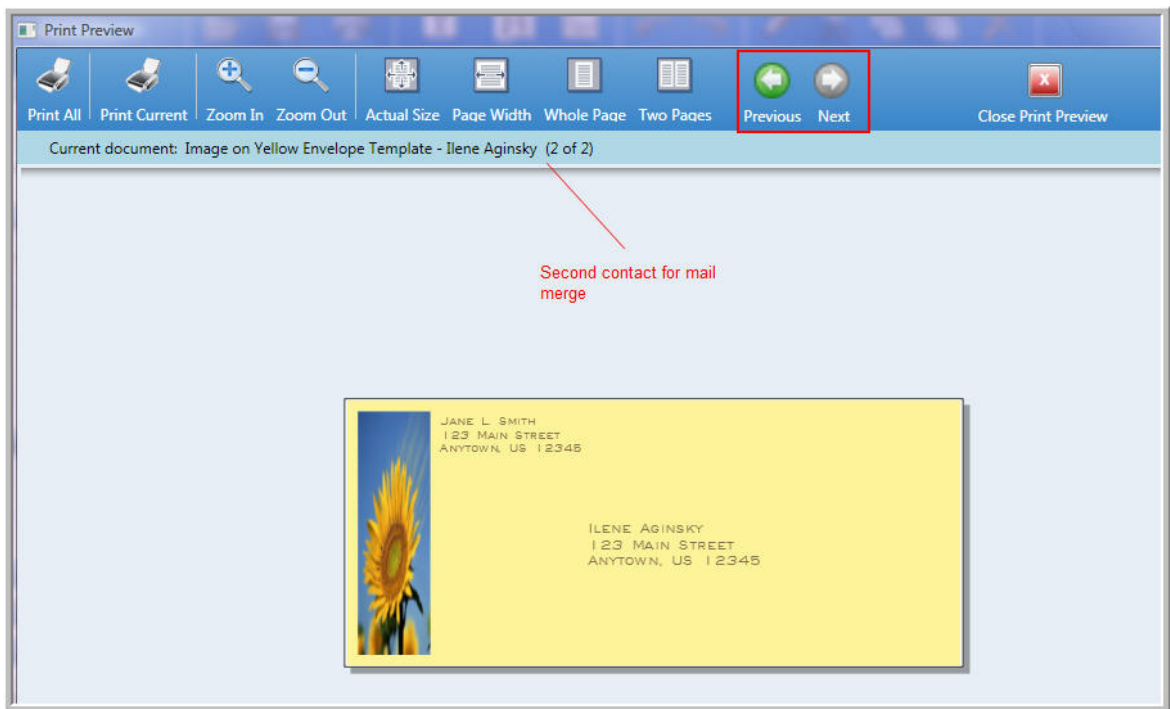 Print Preview
Print All Print Current Zoom In Zoom Out Actual Size Page Width Whole Page Two Pages Previous Next Close Print Preview
Current document: Image on Yellow Envelope Template - Ilene Aginsky (2 of 2)
Second contact for mail
merge
JANE L. SMITH
123 MAIN STREET
ANYTOWN, US 12345
ILENE AGINSKY
123 MAIN STREET
ANYTOWN, US 12345